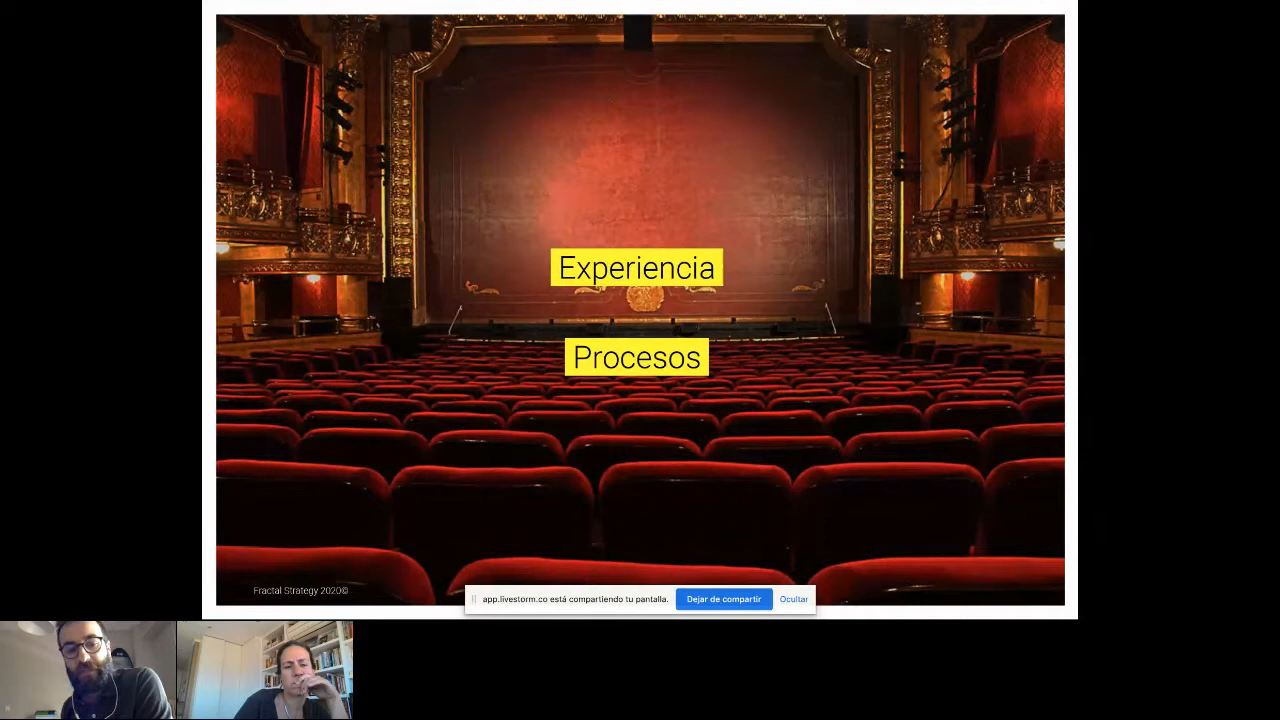 Experiencia
Procesos
Fractal Strategy 2020©
app.livestorm.co está compartiendo tu pantalla.
Dejar de compartir
Ocultar